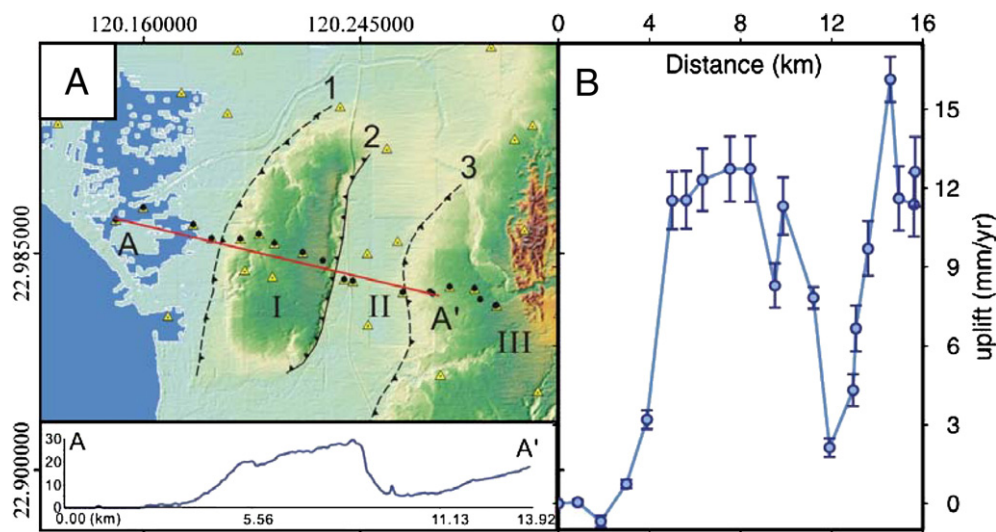 120.160000 120.245000
0 4 8 12 16
A
B
Distance (km)
1
2
3
A
I
II
A'
III
22.985000
22.900000
15
12
9
6
3
0
uplift (mm/yr)
A
A'
30
20
10
0
0.00 (km) 5.56 11.13 13.92